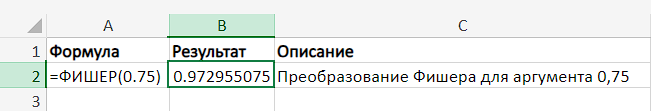 A B C
1 Формула Результат Описание
2 =ФИШЕР(0.75) 0.972955075 Преобразование Фишера для аргумента 0,75
3